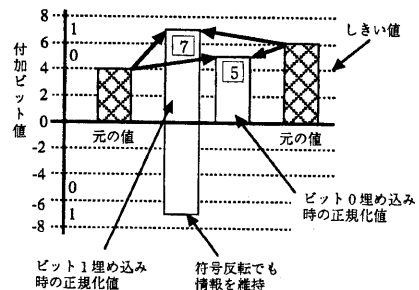 付加ビット値
8
6
4
2
0
-2
-4
-6
-8
1
0
0
1
7
5
しきい値
元の値
元の値
ビット0埋め込み
時の正規化値
ビット1埋め込み
時の正規化値
符号反転でも
情報を維持